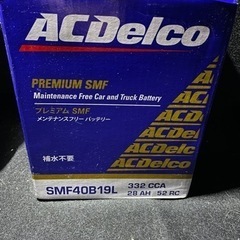 ACDelco
PREMIUM SMF
Maintenance Free Car and Truck Battery
プレミアム SMF
メンテナンスフリー バッテリー
補水不要
SMF40B19L
332 CCA
28 AH 52 RC